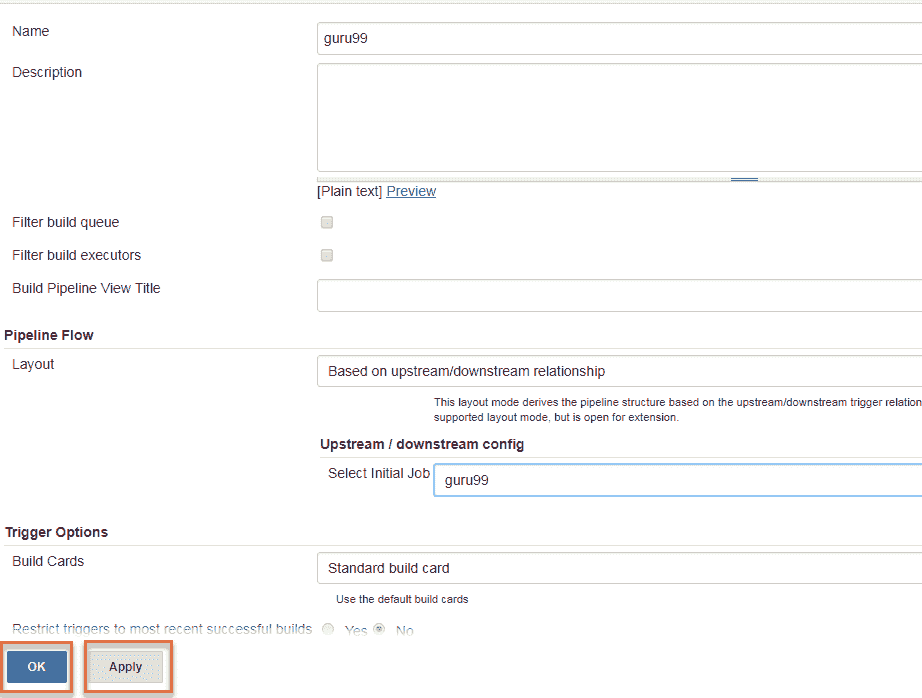 Name
guru99
Description
[Plain text] Preview
Filter build queue
Filter build executors
Build Pipeline View Title
Pipeline Flow
Layout
Based on upstream/downstream relationship
This layout mode derives the pipeline structure based on the upstream/downstream trigger relation
supported layout mode, but is open for extension.
Upstream / downstream config
Select Initial Job
guru99
Trigger Options
Build Cards
Standard build card
Use the default build cards
Restrict triggers to most recent successful builds Yes No
OK Apply